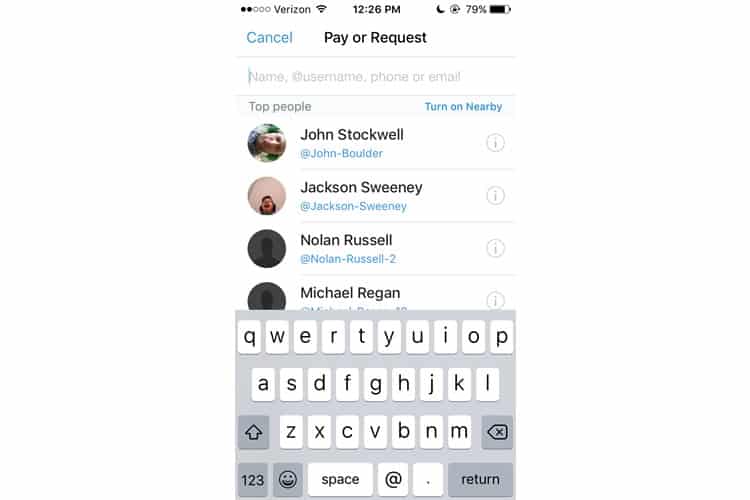 Verizon 12:26 PM 79%
Cancel Pay or Request
Name, @username, phone or email
Top people Turn on Nearby
John Stockwell
@John-Boulder
Jackson Sweeney
@Jackson-Sweeney
Nolan Russell
@Nolan-Russell-2
Michael Regan
q w e r t y u i o p
a s d f g h j k l
z x c v b n m
123 space @ . return